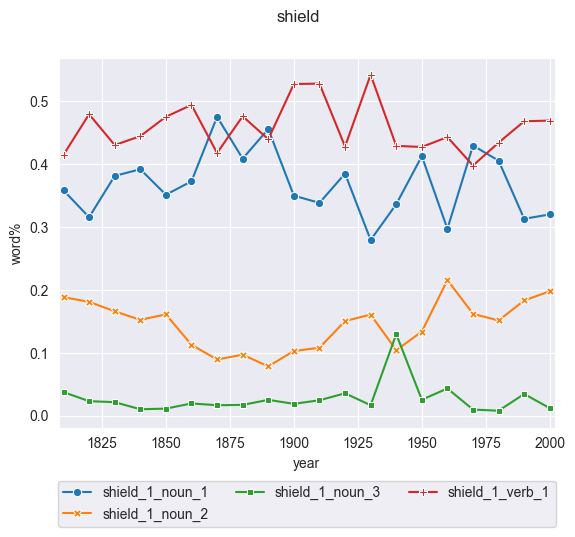 shield
0.5
0.4
0.3
0.2
0.1
0.0
word%
1825 1850 1875 1900 1925 1950 1975 2000
year
shield_1_noun_1 shield_1_noun_3 shield_1_verb_1
shield_1_noun_2